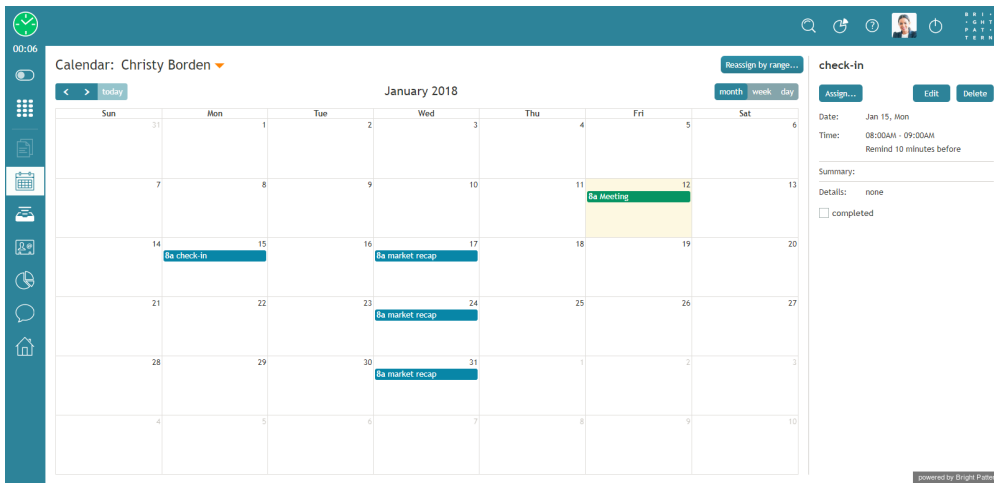 B R I ·
· G H T
P A T ·
T E R N
00:06
Calendar: Christy Borden
Reassign by range...
check-in
today
January 2018
month week day
Assign...
Edit
Delete
Sun Mon Tue Wed Thu Fri Sat
Date: Jan 15, Mon
31 1 2 3 4 5 6
Time: 08:00AM - 09:00AM
Remind 10 minutes before
Summary:
7 8 9 10 11 12 13
Details: none
8a Meeting
completed
14 15 16 17 18 19 20
8a check-in 8a market recap
21 22 23 24 25 26 27
8a market recap
28 29 30 31 1 2 3
8a market recap
4 5 6 7 8 9 10
powered by Bright Patte